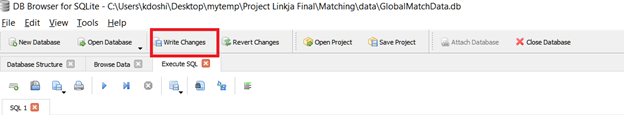 DB Browser for SQLite - C:\Users\kdoshi\Desktop\mytemp\Project Linkja Final\Matching\data\GlobalMatchData.db
File Edit View Tools Help
New Database Open Database Write Changes Revert Changes Open Project Save Project Attach Database Close Database
Database Structure Browse Data Execute SQL
SQL 1